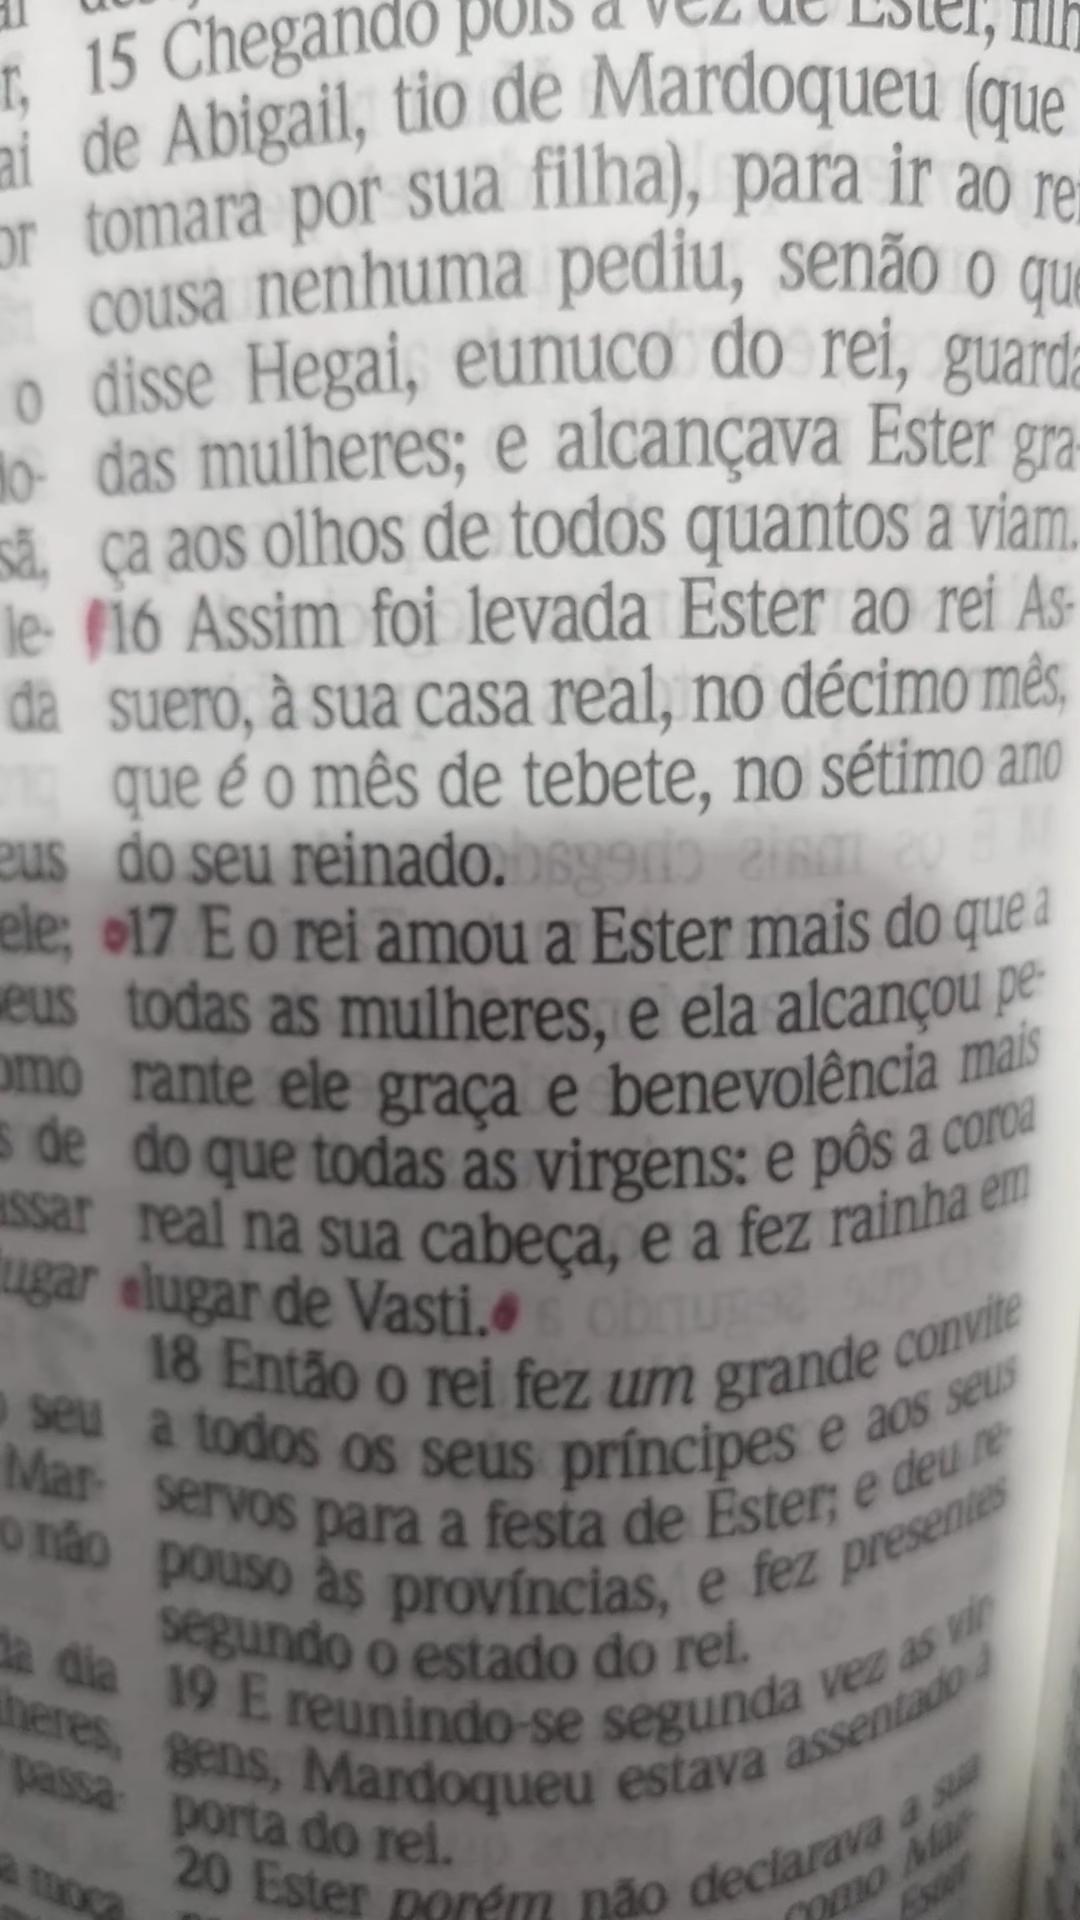 15 Chegando pois a vez de Ester,
de Abigail, tio de Mardoqueu (que
tomara por sua filha), para ir ao
cousa nenhuma pediu, senão o
disse Hegai, eunuco do rei,
das mulheres; e alcançava Ester gra-
ça aos olhos de todos quantos a viam.
16 Assim foi levada Ester ao rei As-
suero, à sua casa real, no décimo mês,
que é o mês de tebete, no sétimo ano
do seu reinado.
17 E o rei amou a Ester mais do que a
todas as mulheres, e ela alcançou pe-
rante ele graça e benevolência mais
do que todas as virgens: e pôs a coroa
real na sua cabeça, e a fez rainha em
lugar de Vasti.
18 Então o rei fez um grande convite
a todos os seus príncipes e aos seus
servos para a festa de Ester; e deu re-
pouso às províncias, e fez presentes
segundo o estado do rei.
19 E reunindo-se segunda vez as vir
gens, Mardoqueu estava assentado à
porta do rei.
20 Ester porém não declarava a sua
como
Ester